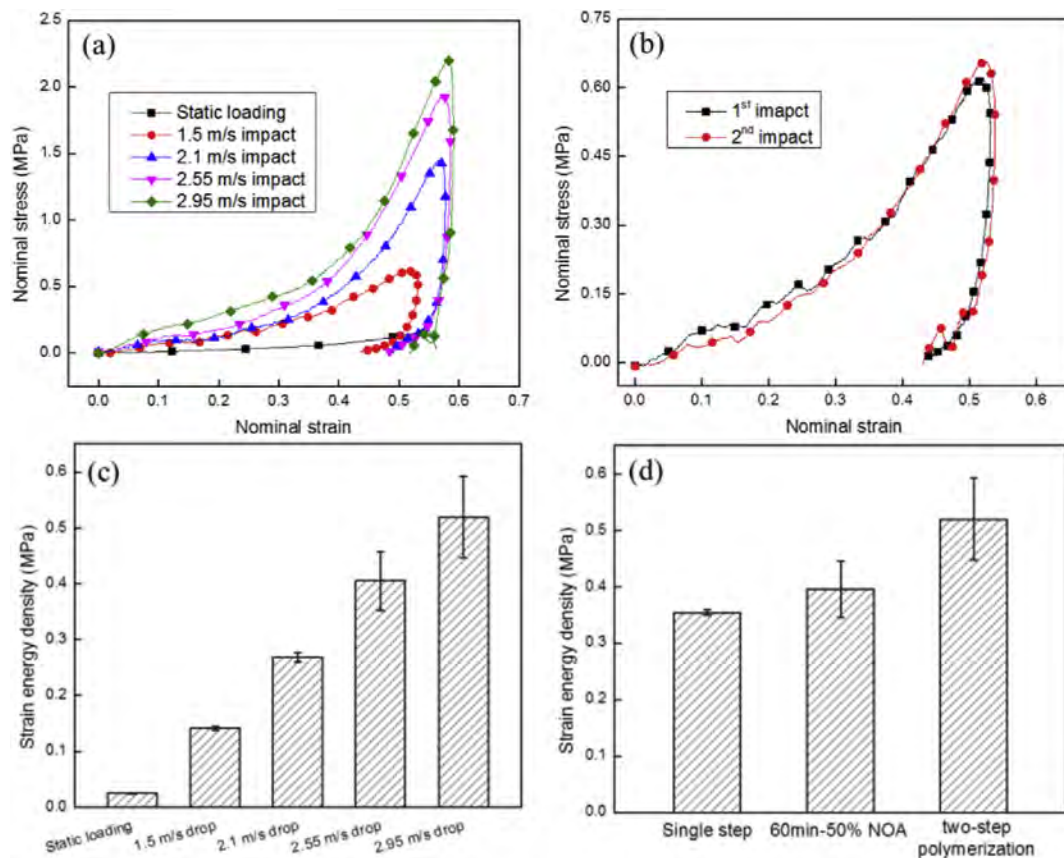 (a)
Nominal stress (MPa)
2.5
2.0
1.5
1.0
0.5
0.0
-0.5
Static loading
1.5 m/s impact
2.1 m/s impact
2.55 m/s impact
2.95 m/s impact
0.0 0.1 0.2 0.3 0.4 0.5 0.6 0.7
Nominal strain
(b)
Nominal stress (MPa)
0.75
0.60
0.45
0.30
0.15
0.00
1st imapct
2nd impact
0.0 0.1 0.2 0.3 0.4 0.5 0.6
Nominal strain
(c)
Strain energy density (MPa)
0.6
0.5
0.4
0.3
0.2
0.1
0.0
Static loading 1.5 m/s drop 2.1 m/s drop 2.55 m/s drop 2.95 m/s drop
(d)
Strain energy density (MPa)
0.6
0.5
0.4
0.3
0.2
0.1
0.0
Single step 60min-50% NOA two-step
polymerization